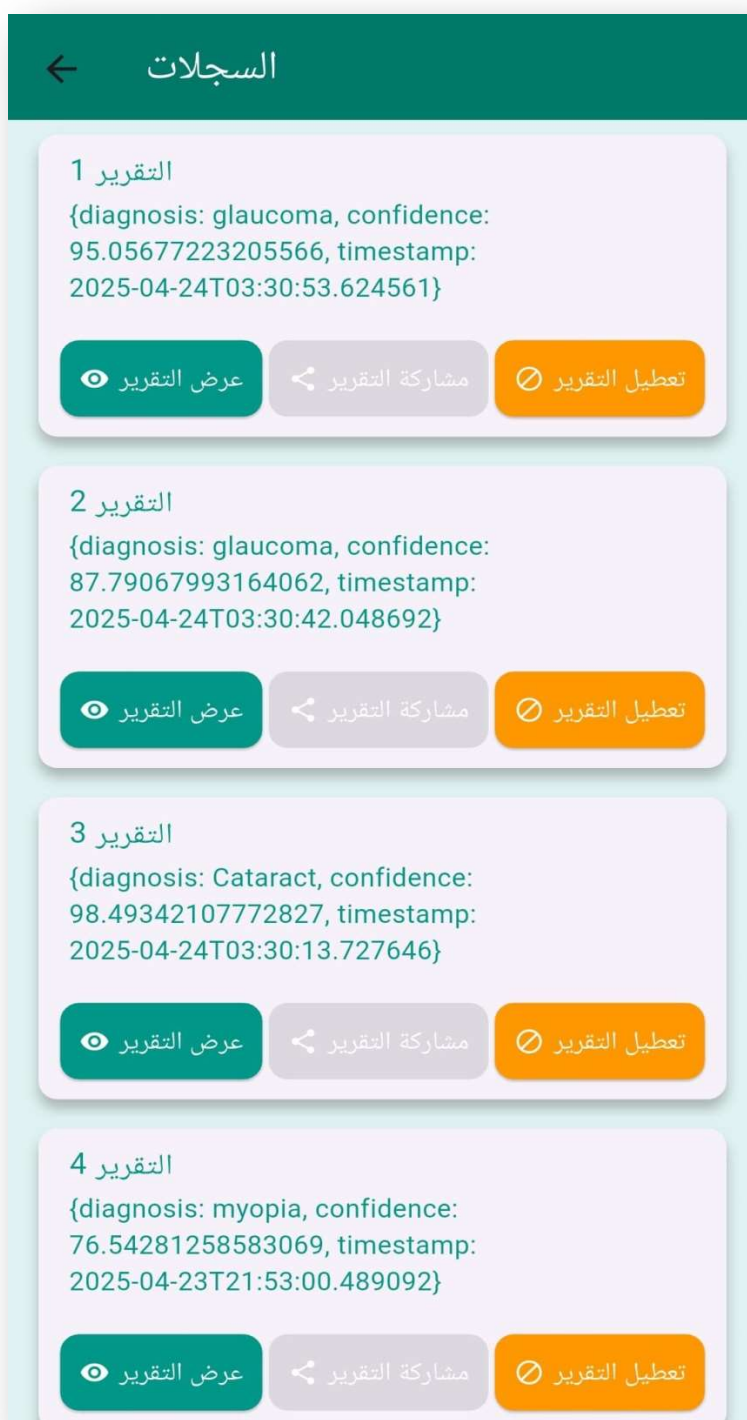 السجلات
التقرير 1
{diagnosis: glaucoma, confidence:
95.05677223205566, timestamp:
2025-04-24T03:30:53.624561}
عرض التقرير
مشاركة التقرير
تعطيل التقرير
التقرير 2
{diagnosis: glaucoma, confidence:
87.79067993164062, timestamp:
2025-04-24T03:30:42.048692}
عرض التقرير
مشاركة التقرير
تعطيل التقرير
التقرير 3
{diagnosis: Cataract, confidence:
98.49342107772827, timestamp:
2025-04-24T03:30:13.727646}
عرض التقرير
مشاركة التقرير
تعطيل التقرير
التقرير 4
{diagnosis: myopia, confidence:
76.54281258583069, timestamp:
2025-04-23T21:53:00.489092}
عرض التقرير
مشاركة التقرير
تعطيل التقرير